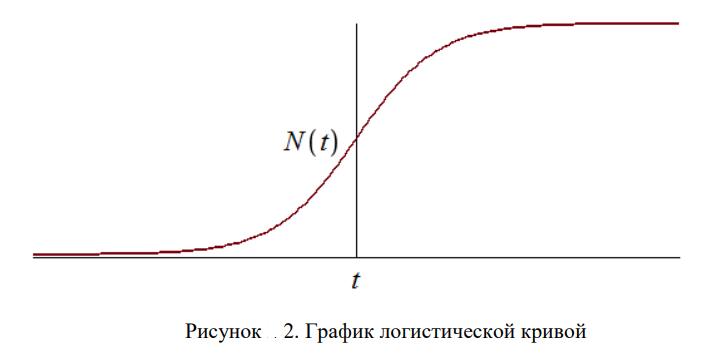 N(t)
t
Рисунок . . 2. График логистической кривой